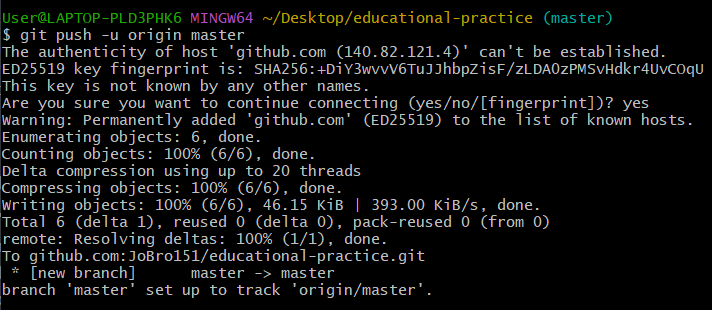 User@LAPTOP-PLD3PHK6 MINGW64 ~/Desktop/educational-practice (master)
$ git push -u origin master
The authenticity of host 'github.com (140.82.121.4)' can't be established.
ED25519 key fingerprint is: SHA256:+DiY3wvvV6TuJJhbpZisF/zLDA0zPMSvHdkr4UvCOqU
This key is not known by any other names.
Are you sure you want to continue connecting (yes/no/[fingerprint])? yes
Warning: Permanently added 'github.com' (ED25519) to the list of known hosts.
Enumerating objects: 6, done.
Counting objects: 100% (6/6), done.
Delta compression using up to 20 threads
Compressing objects: 100% (6/6), done.
Writing objects: 100% (6/6), 46.15 KiB | 393.00 KiB/s, done.
Total 6 (delta 1), reused 0 (delta 0), pack-reused 0 (from 0)
remote: Resolving deltas: 100% (1/1), done.
To github.com:JoBro151/educational-practice.git
 * [new branch]      master -> master
branch 'master' set up to track 'origin/master'.